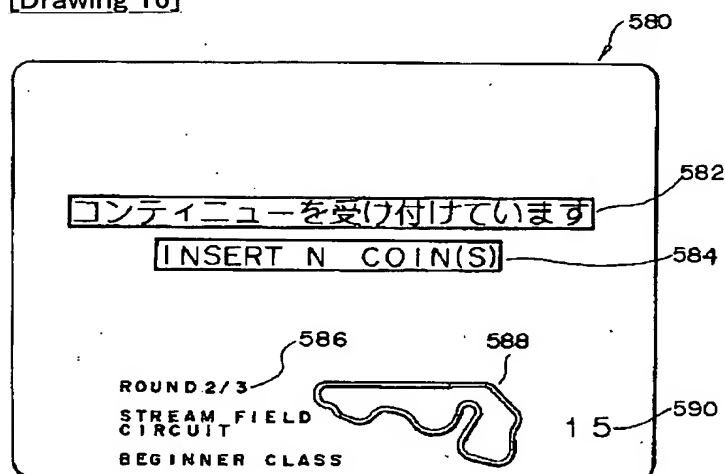 [Drawing 16]
580
コンティニューを受け付けています
582
INSERT N COIN(S)
584
586
588
ROUND 2/3
STREAM FIELD
CIRCUIT
15
590
BEGINNER CLASS